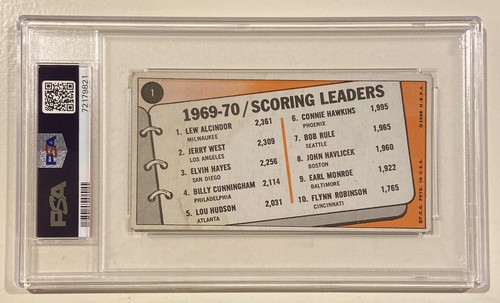 72179821
PSA
PSA
1
1969-70/SCORING LEADERS
1. LEW ALCINDOR 2,361
MILWAUKEE
2. JERRY WEST 2,309
LOS ANGELES
3. ELVIN HAYES 2,256
SAN DIEGO
4. BILLY CUNNINGHAM 2,114
PHILADELPHIA
5. LOU HUDSON 2,031
ATLANTA
6. CONNIE HAWKINS 1,995
PHOENIX
7. BOB RULE 1,965
SEATTLE
8. JOHN HAVLICEK 1,960
BOSTON
9. EARL MONROE 1,922
BALTIMORE
10. FLYNN ROBINSON 1,765
CINCINNATI
©T.C.G. PRTD. IN U.S.A.